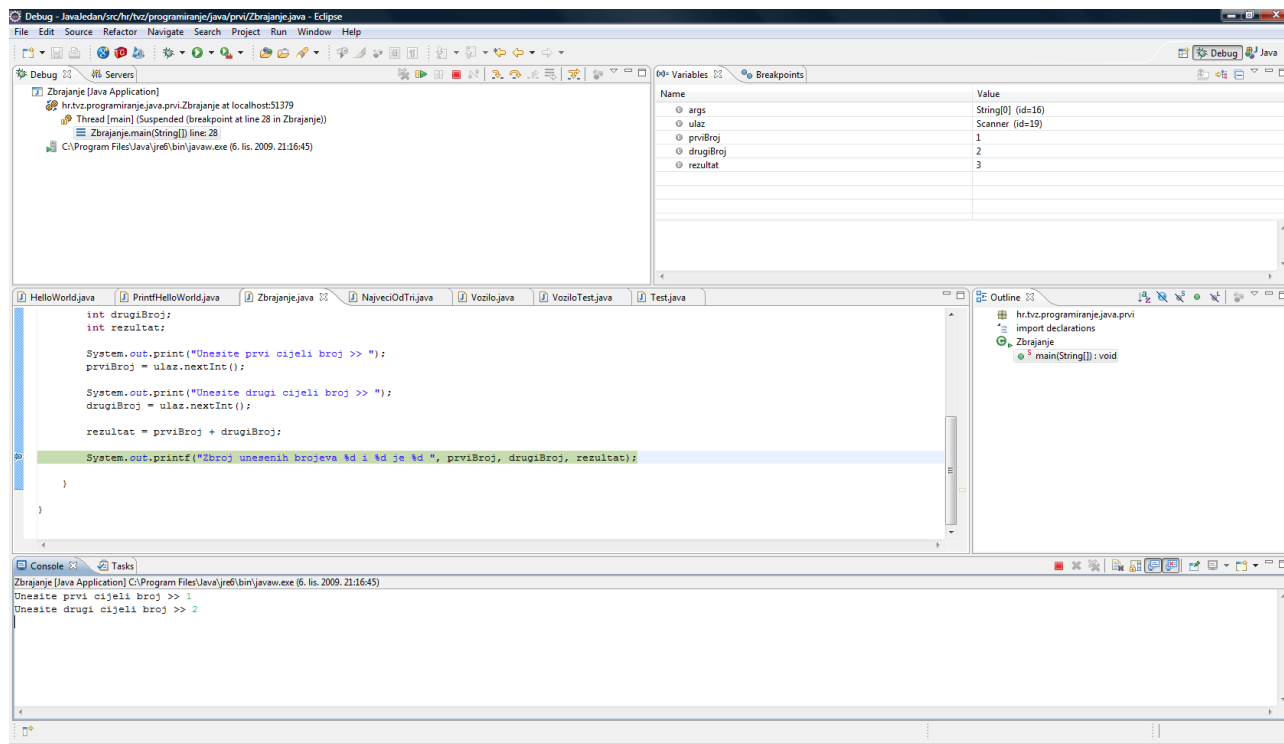 Debug - JavaJedan/src/hr/tvz/programiranje/java/prvi/Zbrajanje.java - Eclipse
File Edit Source Refactor Navigate Search Project Run Window Help
Debug Java
Debug Servers
Zbrajanje [Java Application]
hr.tvz.programiranje.java.prvi.Zbrajanje at localhost:51379
Thread [main] (Suspended (breakpoint at line 28 in Zbrajanje))
Zbrajanje.main(String[]) line: 28
C:\Program Files\Java\jre6\bin\javaw.exe (6. lis. 2009. 21:16:45)
(x)= Variables Breakpoints
Name Value
args String[0] (id=16)
ulaz Scanner (id=19)
prviBroj 1
drugiBroj 2
rezultat 3
HelloWorld.java PrintfHelloWorld.java Zbrajanje.java NajveciOdTri.java Vozilo.java VoziloTest.java Test.java
int drugiBroj;
int rezultat;
System.out.print("Unesite prvi cijeli broj >> ");
prviBroj = ulaz.nextInt();
System.out.print("Unesite drugi cijeli broj >> ");
drugiBroj = ulaz.nextInt();
rezultat = prviBroj + drugiBroj;
System.out.printf("Zbroj unesenih brojeva %d i %d je %d ", prviBroj, drugiBroj, rezultat);
}
}
Outline
hr.tvz.programiranje.java.prvi
import declarations
Zbrajanje
main(String[]) : void
Console Tasks
Zbrajanje [Java Application] C:\Program Files\Java\jre6\bin\javaw.exe (6. lis. 2009. 21:16:45)
Unesite prvi cijeli broj >> 1
Unesite drugi cijeli broj >> 2